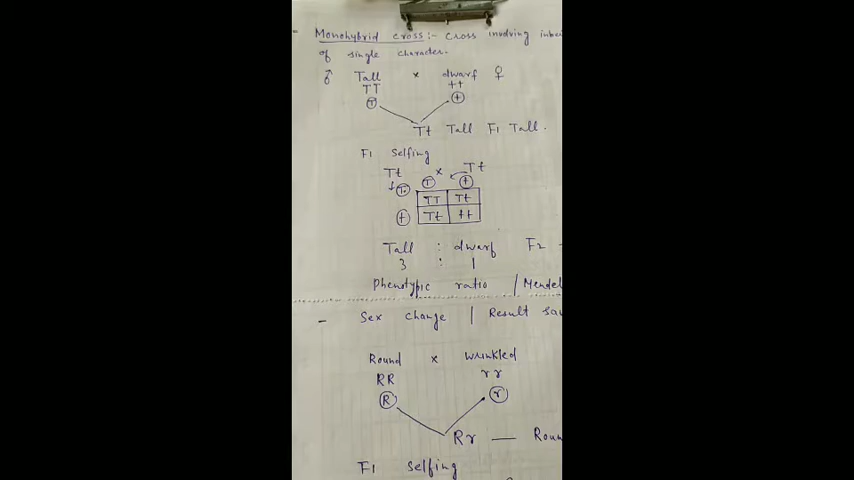 - Monohybrid cross :- Cross involving
of single character.
♂ Tall × dwarf ♀
TT tt
T t
Tt Tall F1 Tall.
F1 selfing
Tt × Tt
T T t
TT Tt
t Tt tt
Tall : dwarf F2 -
3 : 1
Phenotypic ratio / Mendel
- Sex change | Result
Round × wrinkled
RR rr
R r
Rr — Roun
F1 selfing